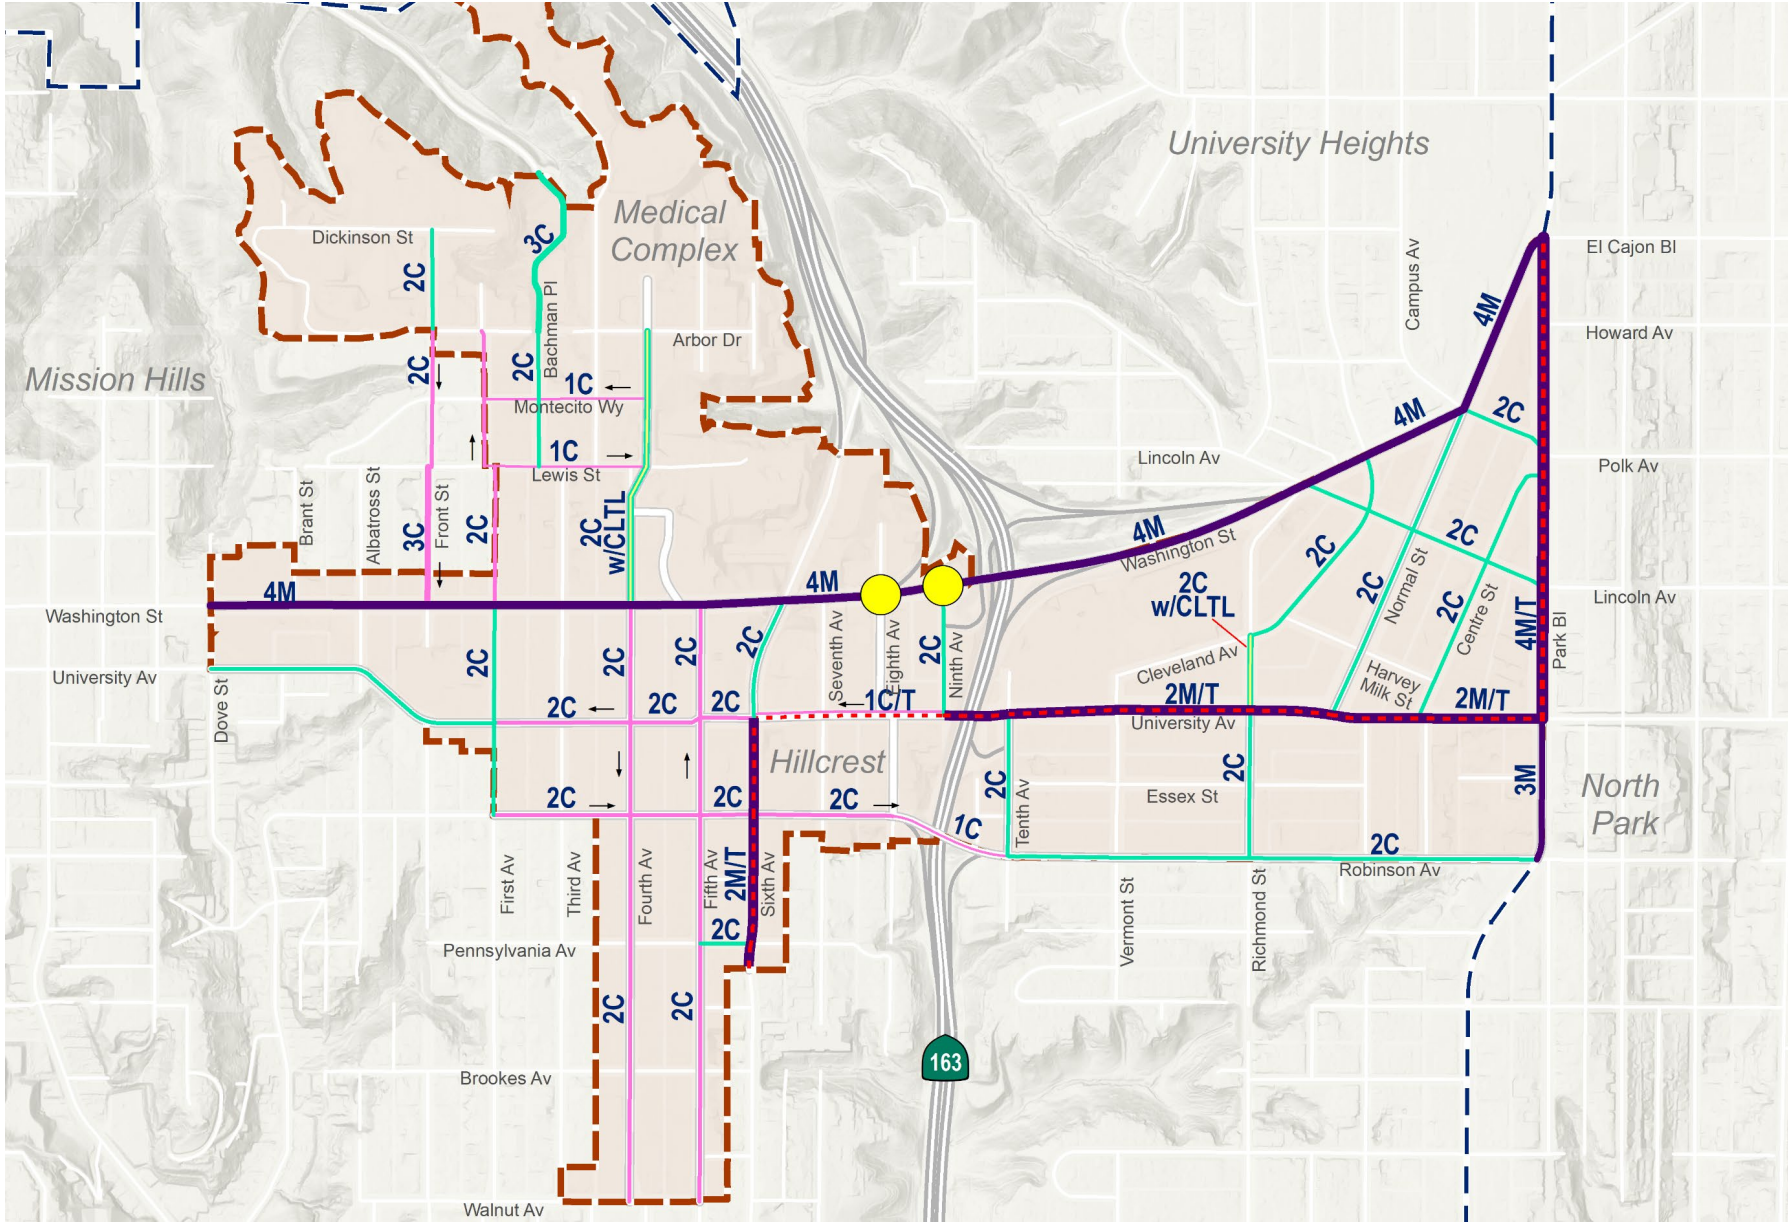 University Heights
Medical
Complex
Dickinson St
3C
2C
El Cajon Bl
Campus Av
4M
Howard Av
Arbor Dr
Bachman Pl
Mission Hills
2C
2C
1C
Montecito Wy
4M
2C
1C
Lewis St
Lincoln Av
Polk Av
Brant St
Albatross St
3C
Front St
2C
2C
w/CLTL
4M
Washington St
2C
2C
4M
4M
Washington St
2C
w/CLTL
2C
Normal St
2C
Centre St
4M/T
Park Bl
Lincoln Av
University Av
Dove St
2C
2C
2C
2C
Seventh Av
Eighth Av
2C
Ninth Av
Cleveland Av
Harvey
Milk St
2C
2C
2C
1C/T
2M/T
University Av
2M/T
Hillcrest
2C
Tenth Av
2C
Essex St
3M
North
Park
2C
2C
2C
1C
2C
Robinson Av
First Av
Third Av
Fourth Av
Fifth Av
2M/T
Sixth Av
Vermont St
Richmond St
2C
Pennsylvania Av
2C
2C
163
Brookes Av
Walnut Av